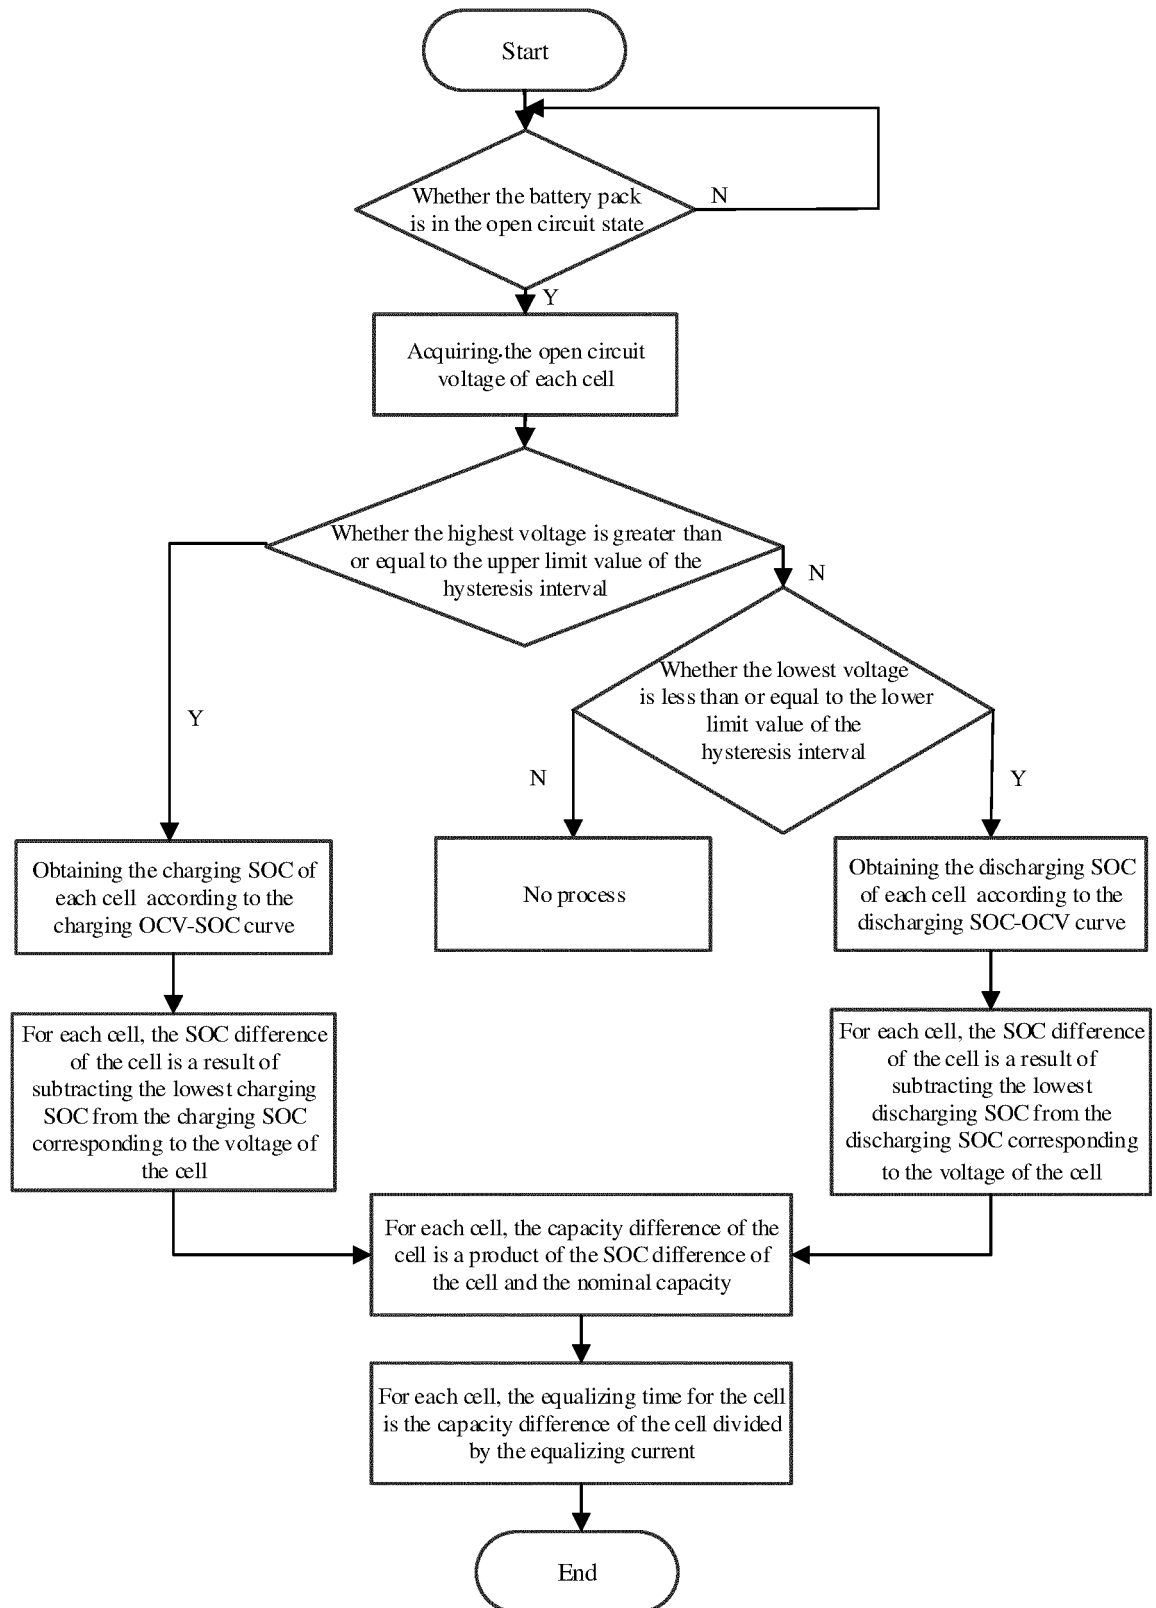 Start
Whether the battery pack
is in the open circuit state
N
Y
Acquiring.the open circuit
voltage of each cell
Whether the highest voltage is greater than
or equal to the upper limit value of the
hysteresis interval
N
Y
Whether the lowest voltage
is less than or equal to the lower
limit value of the
hysteresis interval
N
Y
Obtaining the charging SOC of
each cell according to the
charging OCV-SOC curve
No process
Obtaining the discharging SOC
of each cell according to the
discharging SOC-OCV curve
For each cell, the SOC difference
of the cell is a result of
subtracting the lowest charging
SOC from the charging SOC
corresponding to the voltage of
the cell
For each cell, the SOC difference
of the cell is a result of
subtracting the lowest
discharging SOC from the
discharging SOC corresponding
to the voltage of the cell
For each cell, the capacity difference of the
cell is a product of the SOC difference of
the cell and the nominal capacity
For each cell, the equalizing time for the cell
is the capacity difference of the cell divided
by the equalizing current
End